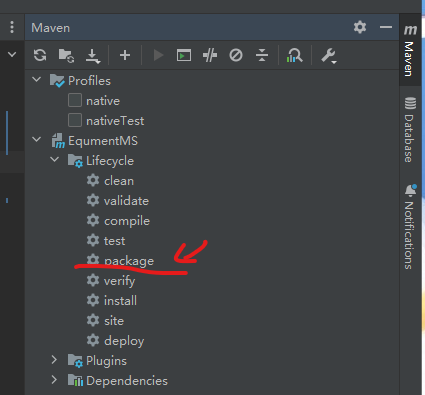 Maven
Profiles
native
nativeTest
EqumentMS
Lifecycle
clean
validate
compile
test
package
verify
install
site
deploy
Plugins
Dependencies
Maven
Database
Notifications